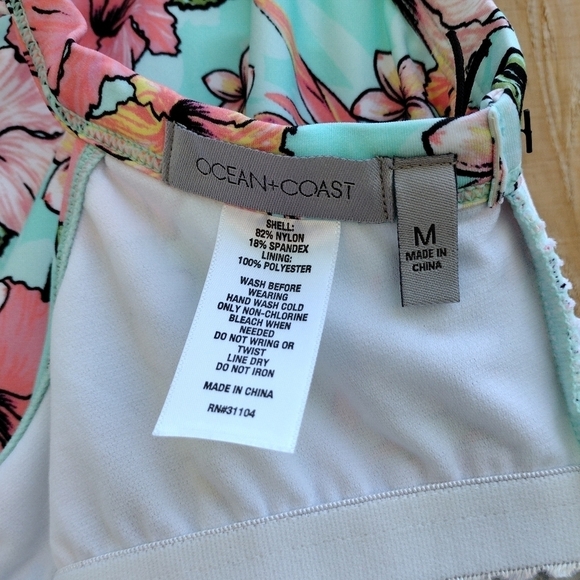 OCEAN+COAST
M
MADE IN
CHINA
SHELL:
82% NYLON
18% SPANDEX
LINING:
100% POLYESTER
WASH BEFORE
WEARING
HAND WASH COLD
ONLY NON-CHLORINE
BLEACH WHEN
NEEDED
DO NOT WRING OR
TWIST
LINE DRY
DO NOT IRON
MADE IN CHINA
RN#31104